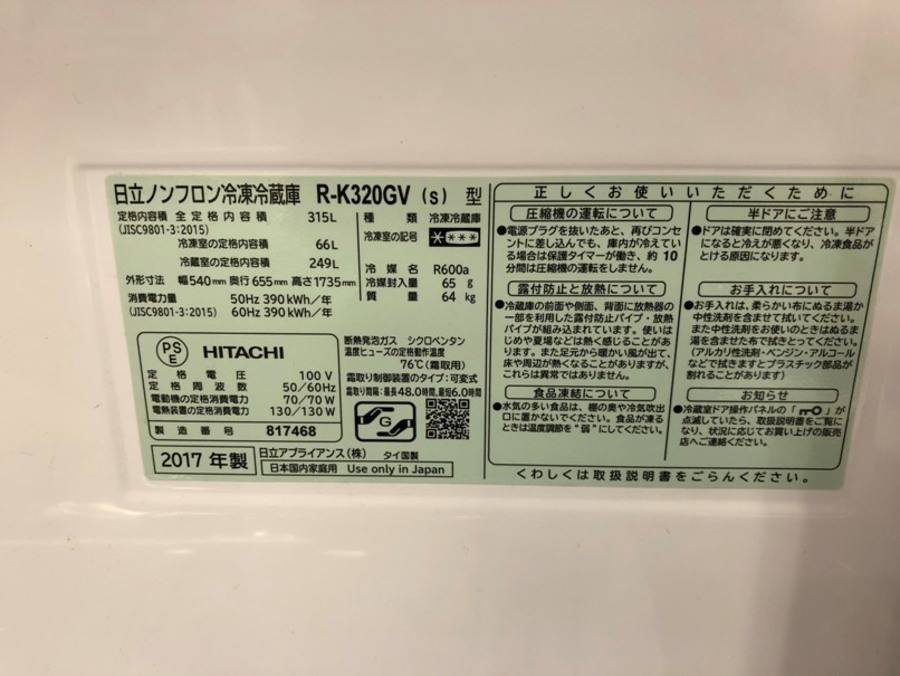 日立ノンフロン冷凍冷蔵庫 R-K320GV (S) 型
定格内容積 全定格内容積 315L
(JISC9801-3:2015)
冷凍室の定格内容積 66L
冷蔵室の定格内容積 249L
外形寸法 幅540mm 奥行655mm 高さ1735mm
消費電力量 50Hz 390kWh/年
(JISC9801-3:2015) 60Hz 390kWh/年
種類 冷凍冷蔵庫
冷凍室の記号 ****
冷媒名 R600a
冷媒封入量 65g
質量 64kg
PS
E
HITACHI
定格電圧 100V
定格周波数 50/60Hz
電動機の定格消費電力 70/70W
電熱装置の定格消費電力 130/130W
製造番号 817468
断熱発泡ガス シクロペンタン
温度ヒューズの定格動作温度
76℃(霜取用)
霜取り制御装置のタイプ:可変式
霜取り間隔:最長48.0時間,最短6.0時間
G
2017年製
日立アプライアンス(株) タイ国製
日本国内家庭用 Use only in Japan
正しくお使いいただくために
圧縮機の運転について
●電源プラグを抜いたあと、再びコンセ
ントに差し込んでも、庫内が冷えてい
る場合は保護タイマーが働き、約10
分間は圧縮機の運転をしません。
露付防止と放熱について
●冷蔵庫の前面や側面、背面に放熱器の
一部を利用した露付防止パイプ・放熱
パイプが組み込まれています。使いは
じめや夏場などは熱く感じることがあり
ます。また足元から暖かい風が出て、
床や周辺が熱くなることがありますが、
これらは異常ではありません。
食品凍結について
●水気の多い食品は、棚の奥や冷気吹出
口に置かないでください。食品が凍る
ときは温度調節を"弱"にしてください。
半ドアにご注意
●ドアは確実に閉めてください。半ドア
になると冷えが悪くなり、冷凍食品が
とける原因になります。
お手入れについて
●お手入れは、柔らかい布にぬるま湯か
中性洗剤を含ませて拭いてください。
また中性洗剤をお使いのときはぬるま
湯を含ませた布で拭きとってください。
(アルカリ性洗剤・ベンジン・アルコール
などで拭きますとプラスチック部品が
割れることがあります)
お知らせ
●冷蔵室ドア操作パネルの「 」が
点滅していたら、取扱説明書をご覧に
なり、状況に応じてお買い上げの販売
店へご連絡ください。
くわしくは取扱説明書をごらんください。